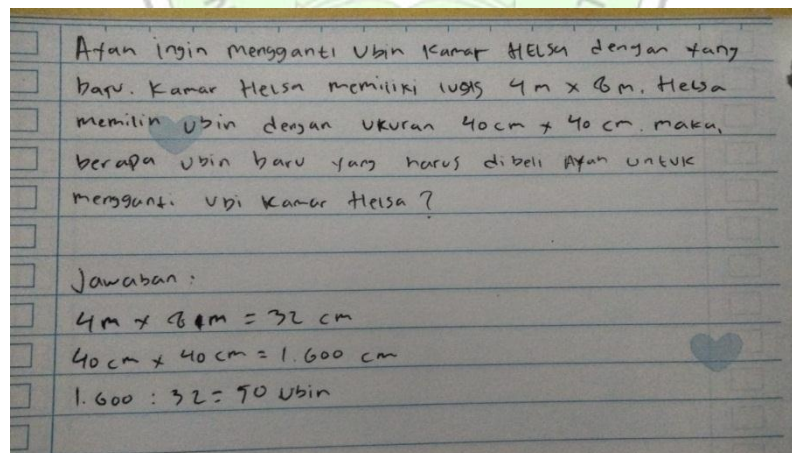 Ayan ingin mengganti ubin kamar HELsa dengan yang
baru. Kamar Helsa memiliki luas 4 m x 8 m. Helsa
memilih ubin dengan ukuran 40 cm x 40 cm. maka,
berapa ubin baru yang harus dibeli Ayan untuk
mengganti ubi kamar Helsa ?
Jawaban :
4 m x 8 m = 32 cm
40 cm x 40 cm = 1.600 cm
1.600 : 32 = 50 ubin